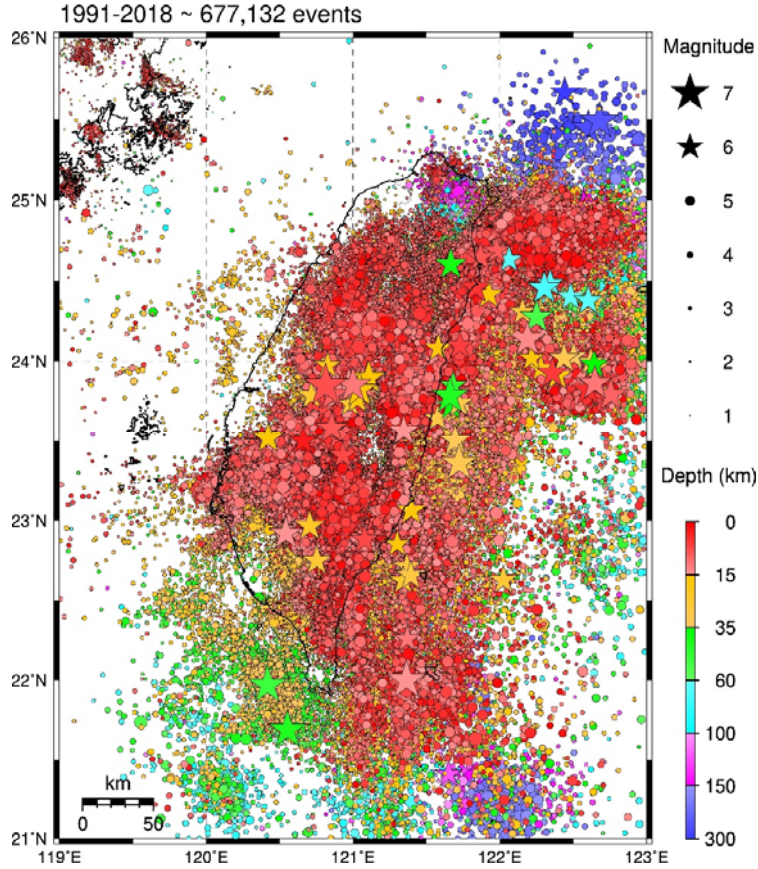 1991-2018 ~ 677,132 events
26°N
25°N
24°N
23°N
22°N
21°N
119°E
120°E
121°E
122°E
123°E
km
0 50
Magnitude
7
6
5
4
3
2
1
Depth (km)
0
15
35
60
100
150
300